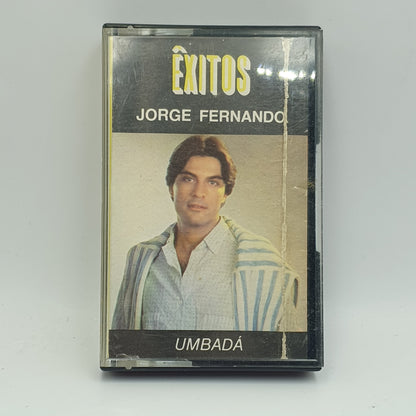 ÊXITOS
JORGE FERNANDO
UMBADÁ